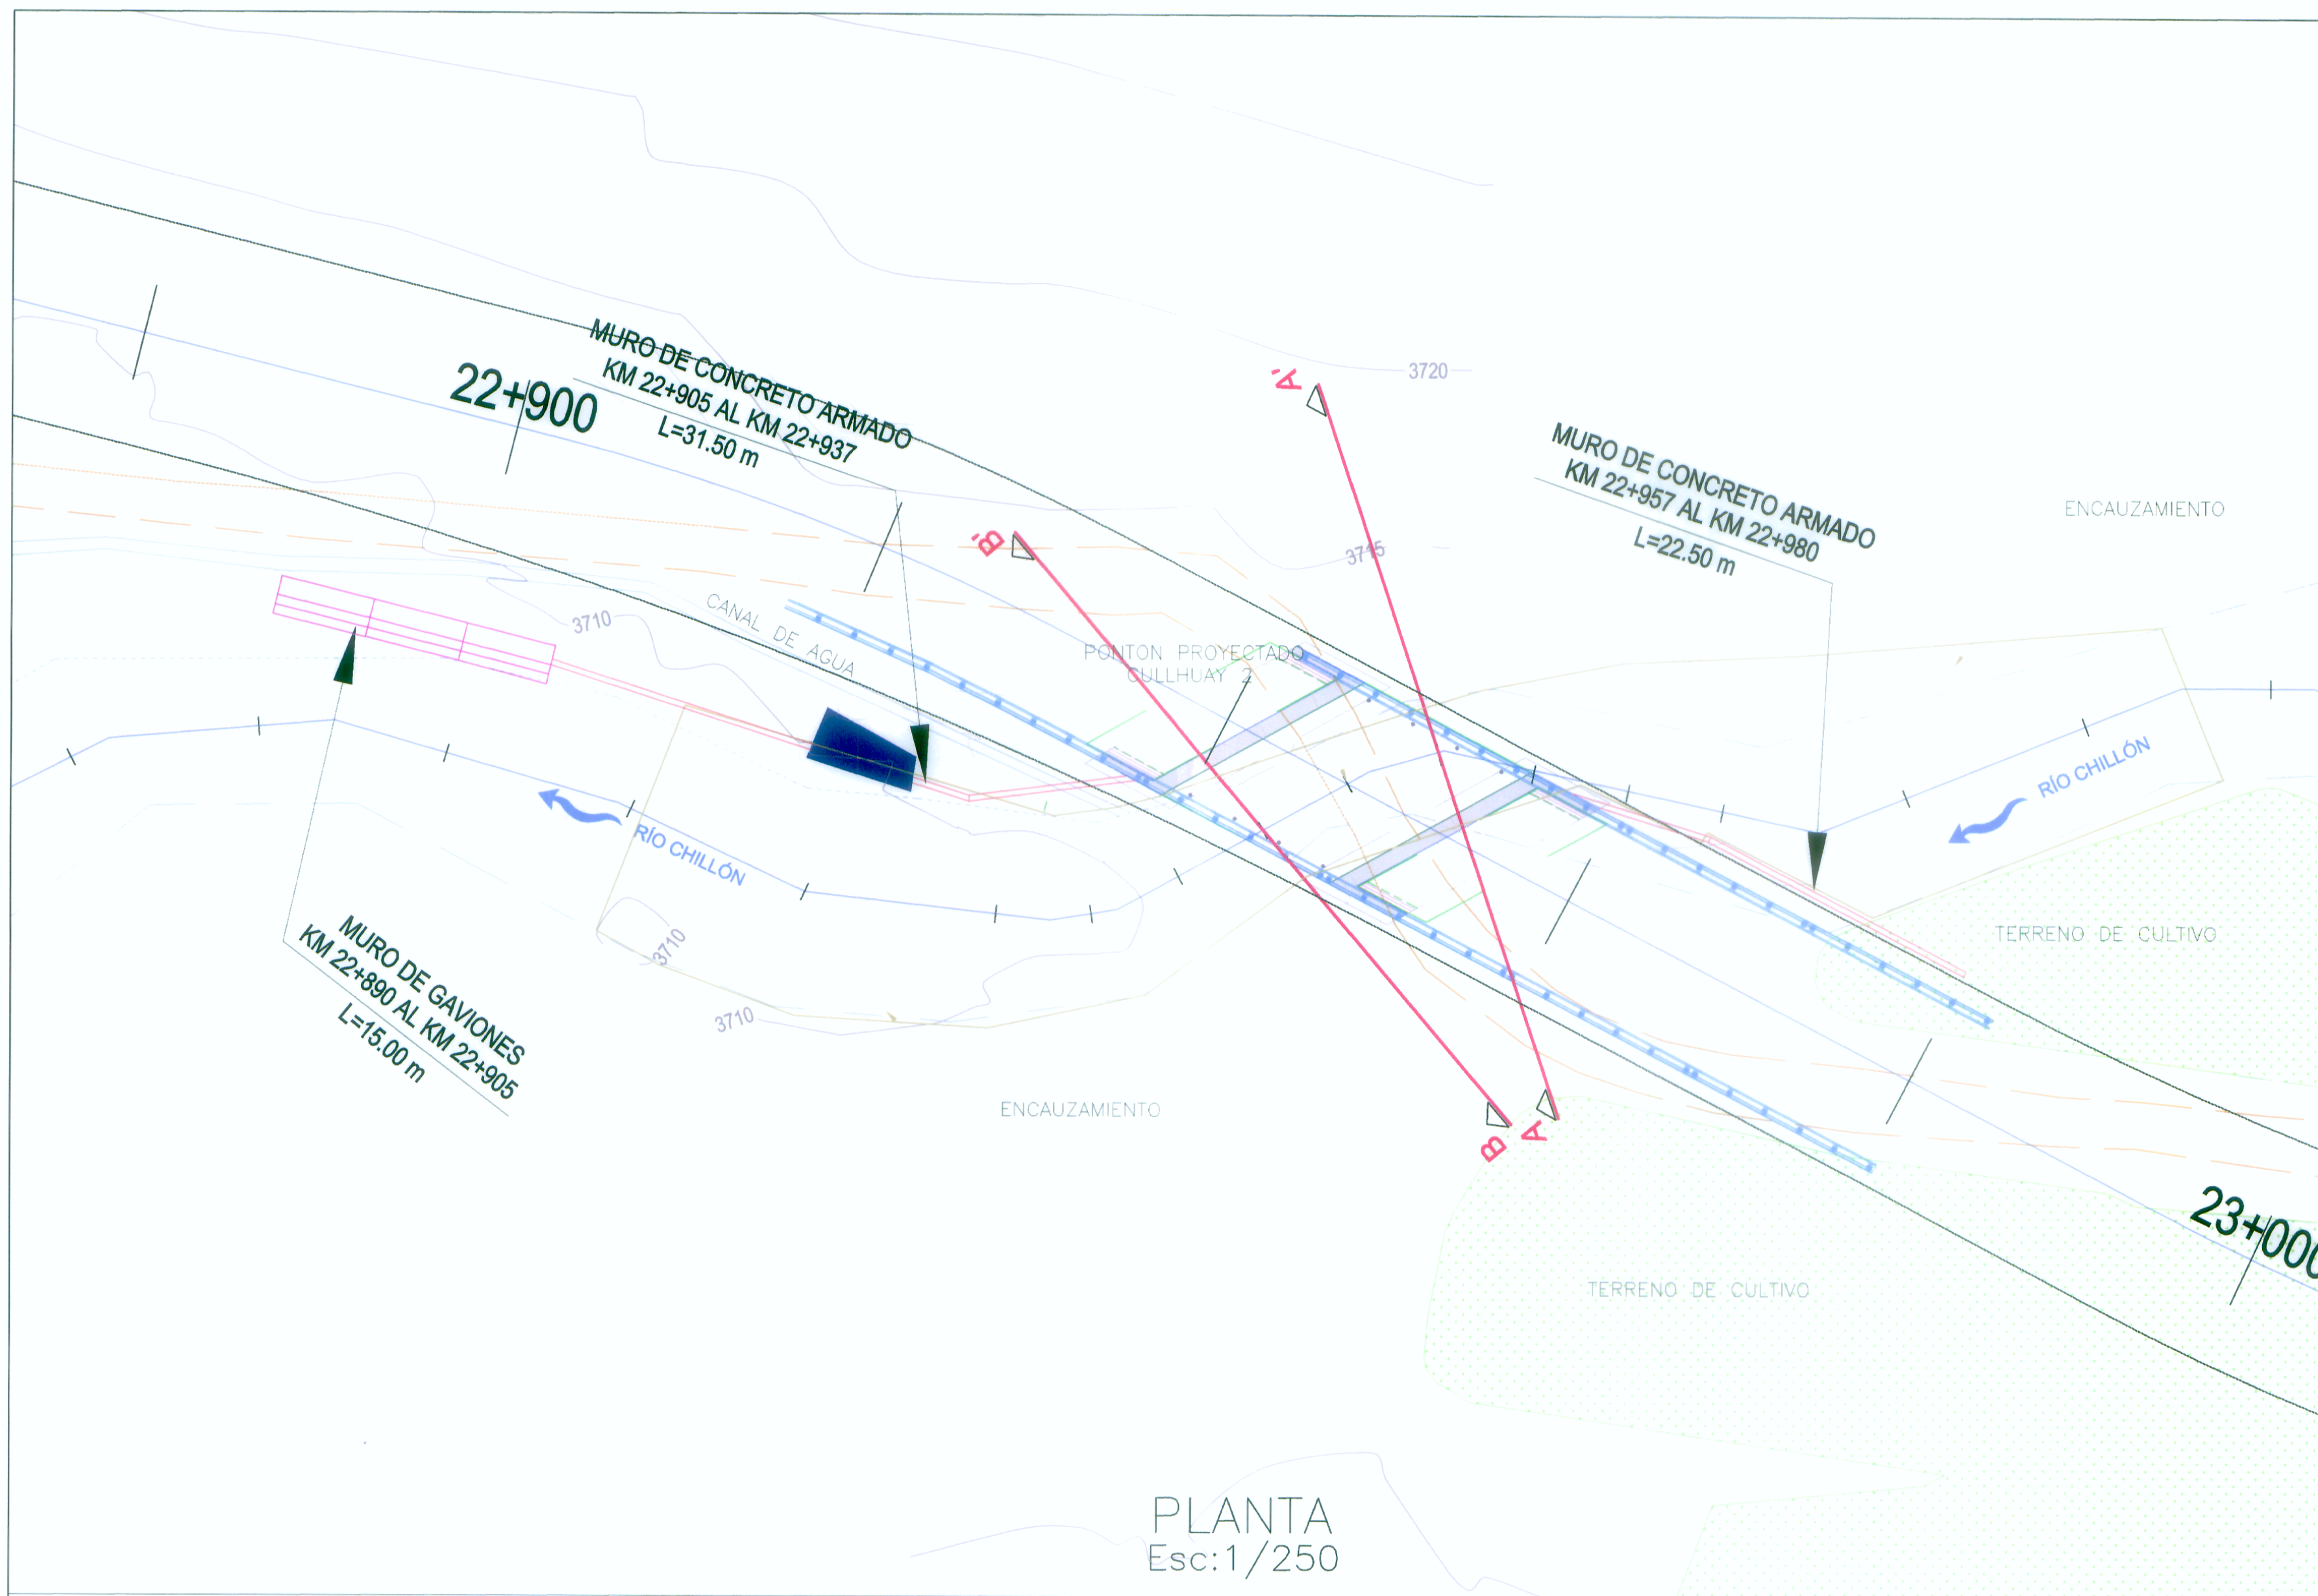 22+900
MURO DE CONCRETO ARMADO
KM 22+905 AL KM 22+937
L=31.50 m
A'
3720
MURO DE CONCRETO ARMADO
KM 22+957 AL KM 22+980
L=22.50 m
ENCAUZAMIENTO
B'
3715
CANAL DE AGUA
3710
PONTON PROYECTADO
CULLHUAY 2
RÍO CHILLÓN
RÍO CHILLÓN
TERRENO DE CULTIVO
MURO DE GAVIONES
KM 22+890 AL KM 22+905
L=15.00 m
3710
3710
ENCAUZAMIENTO
B
A
23+000
TERRENO DE CULTIVO
PLANTA
Esc:1/250